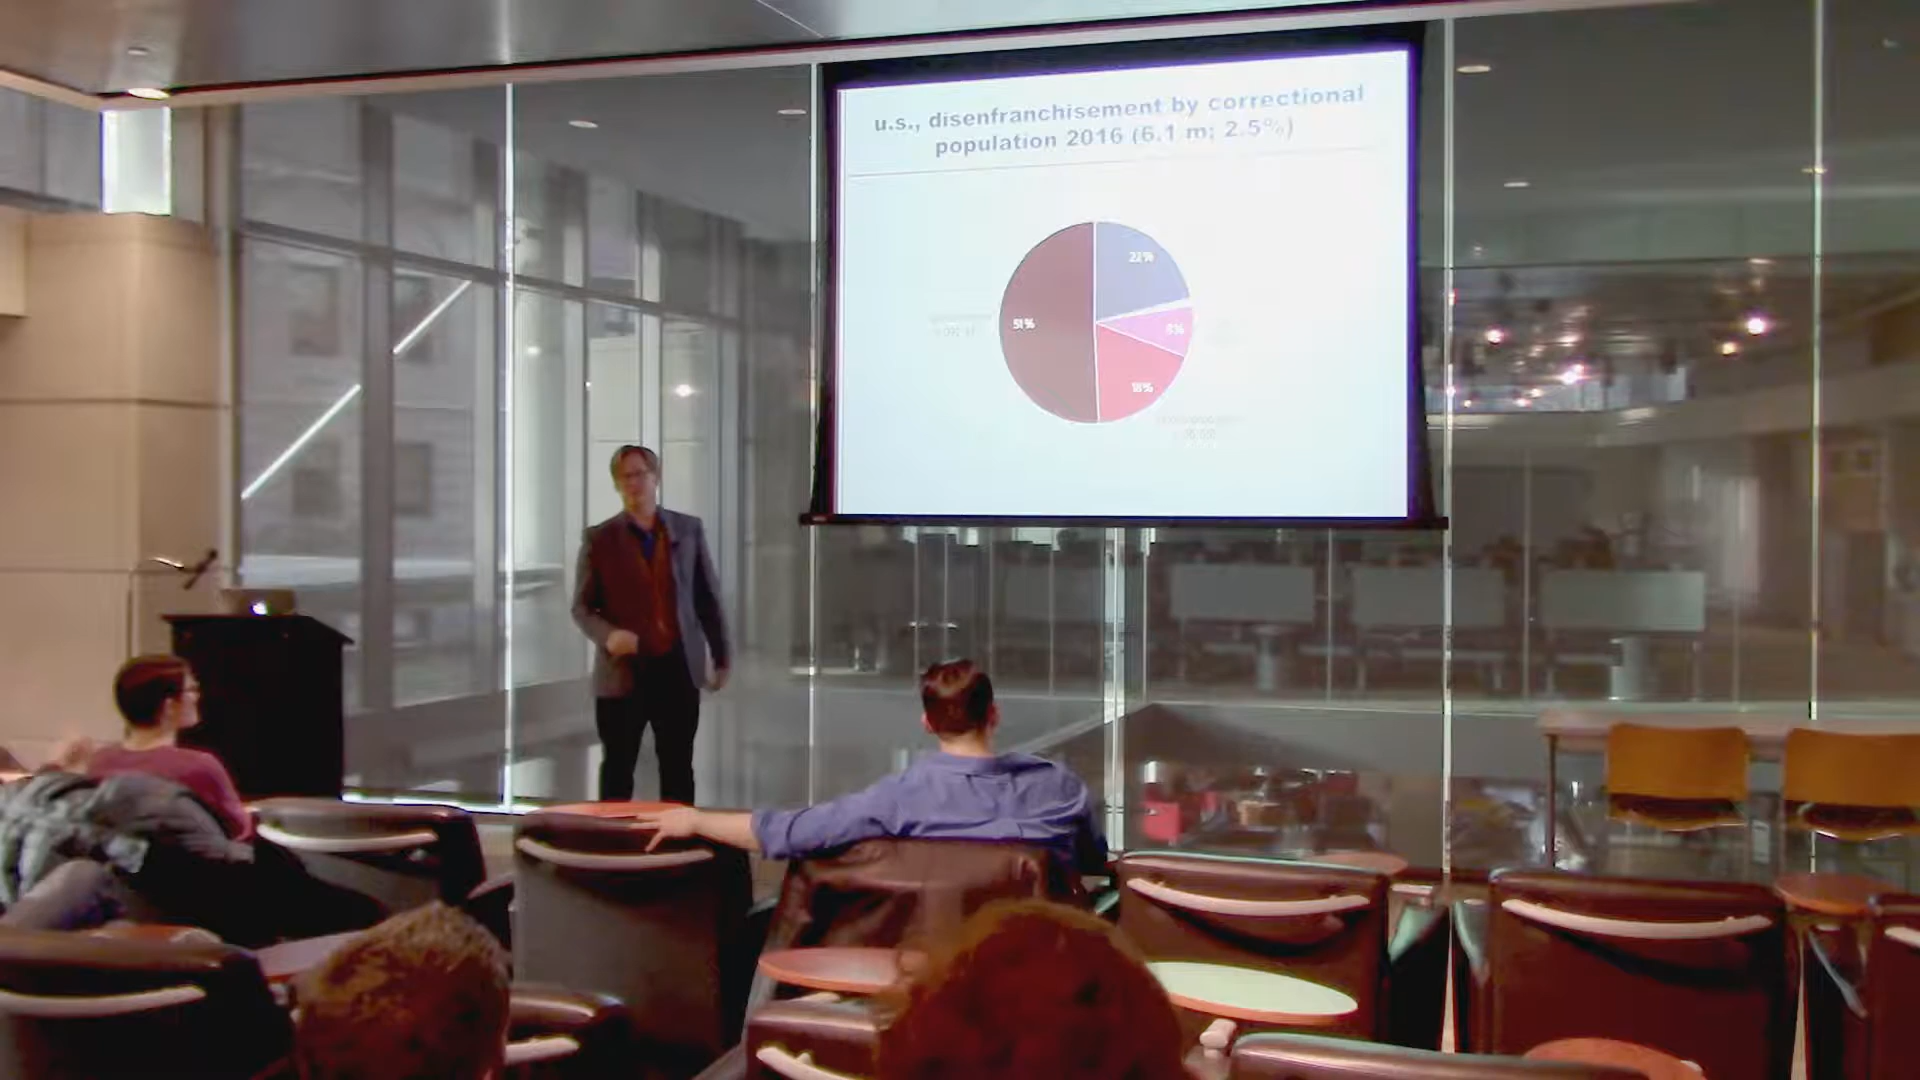 u.s., disenfranchisement by correctional
population 2016 (6.1 m; 2.5%)
22%
51%
8%
18%